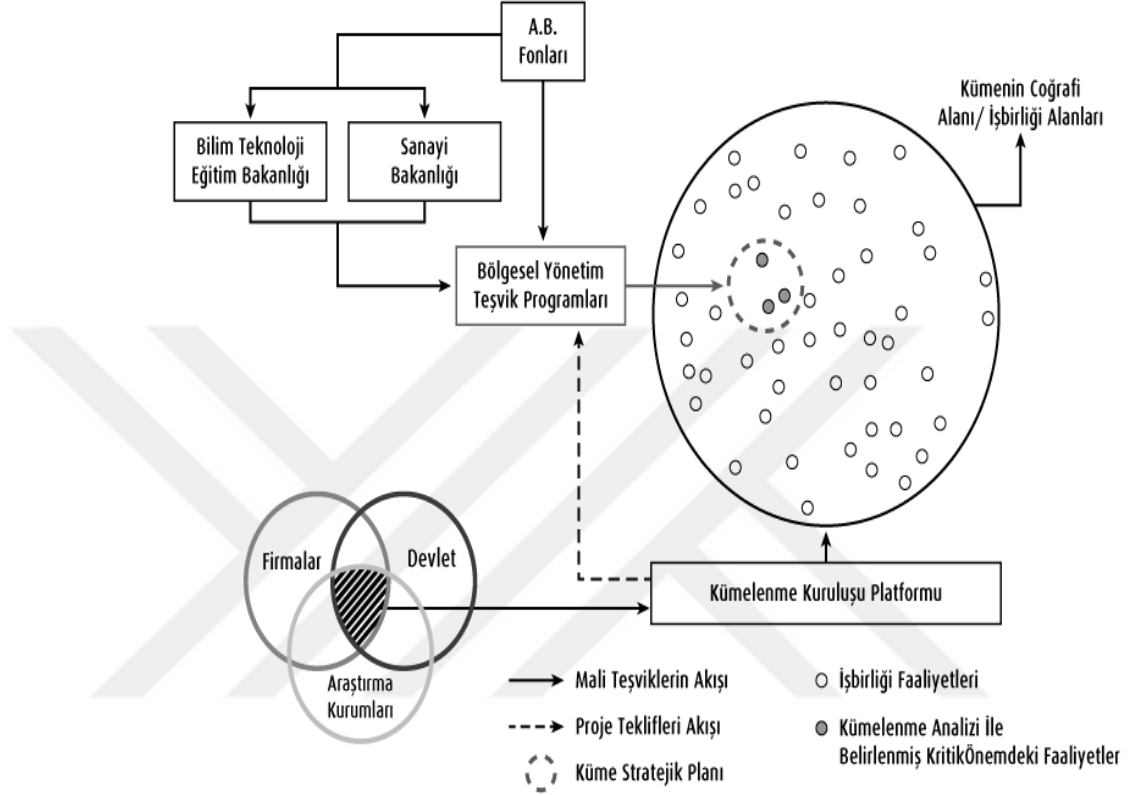 A.B.
Fonları
Bilim Teknoloji
Eğitim Bakanlığı
Sanayi
Bakanlığı
Kümenin Coğrafi
Alanı/ İşbirliği Alanları
Bölgesel Yönetim
Teşvik Programları
Firmalar
Devlet
Araştırma
Kurumları
Kümelenme Kuruluşu Platformu
Mali Teşviklerin Akışı
Proje Teklifleri Akışı
Küme Stratejik Planı
İşbirliği Faaliyetleri
Kümelenme Analizi İle
Belirlenmiş KritikÖnemdeki Faaliyetler